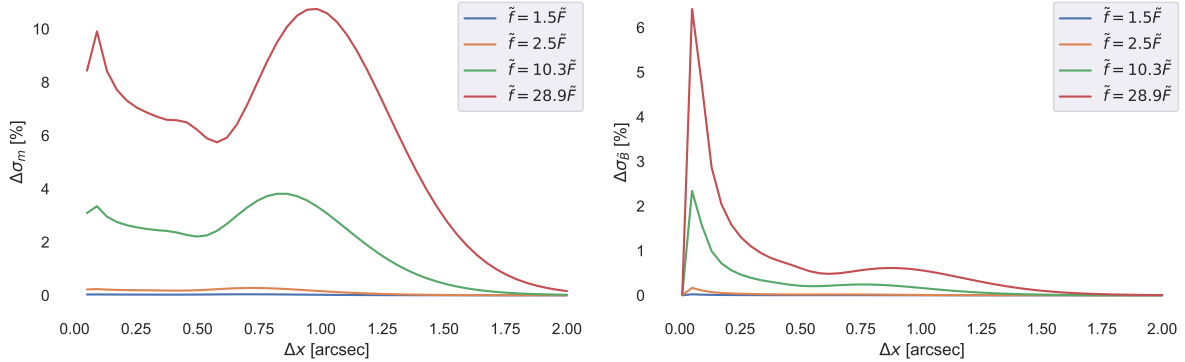 10
8
6
4
2
0
Δσ_m [%]
0.00 0.25 0.50 0.75 1.00 1.25 1.50 1.75 2.00
Δx [arcsec]
f̃ = 1.5F̃
f̃ = 2.5F̃
f̃ = 10.3F̃
f̃ = 28.9F̃
6
5
4
3
2
1
0
Δσ_B̃ [%]
0.00 0.25 0.50 0.75 1.00 1.25 1.50 1.75 2.00
Δx [arcsec]
f̃ = 1.5F̃
f̃ = 2.5F̃
f̃ = 10.3F̃
f̃ = 28.9F̃